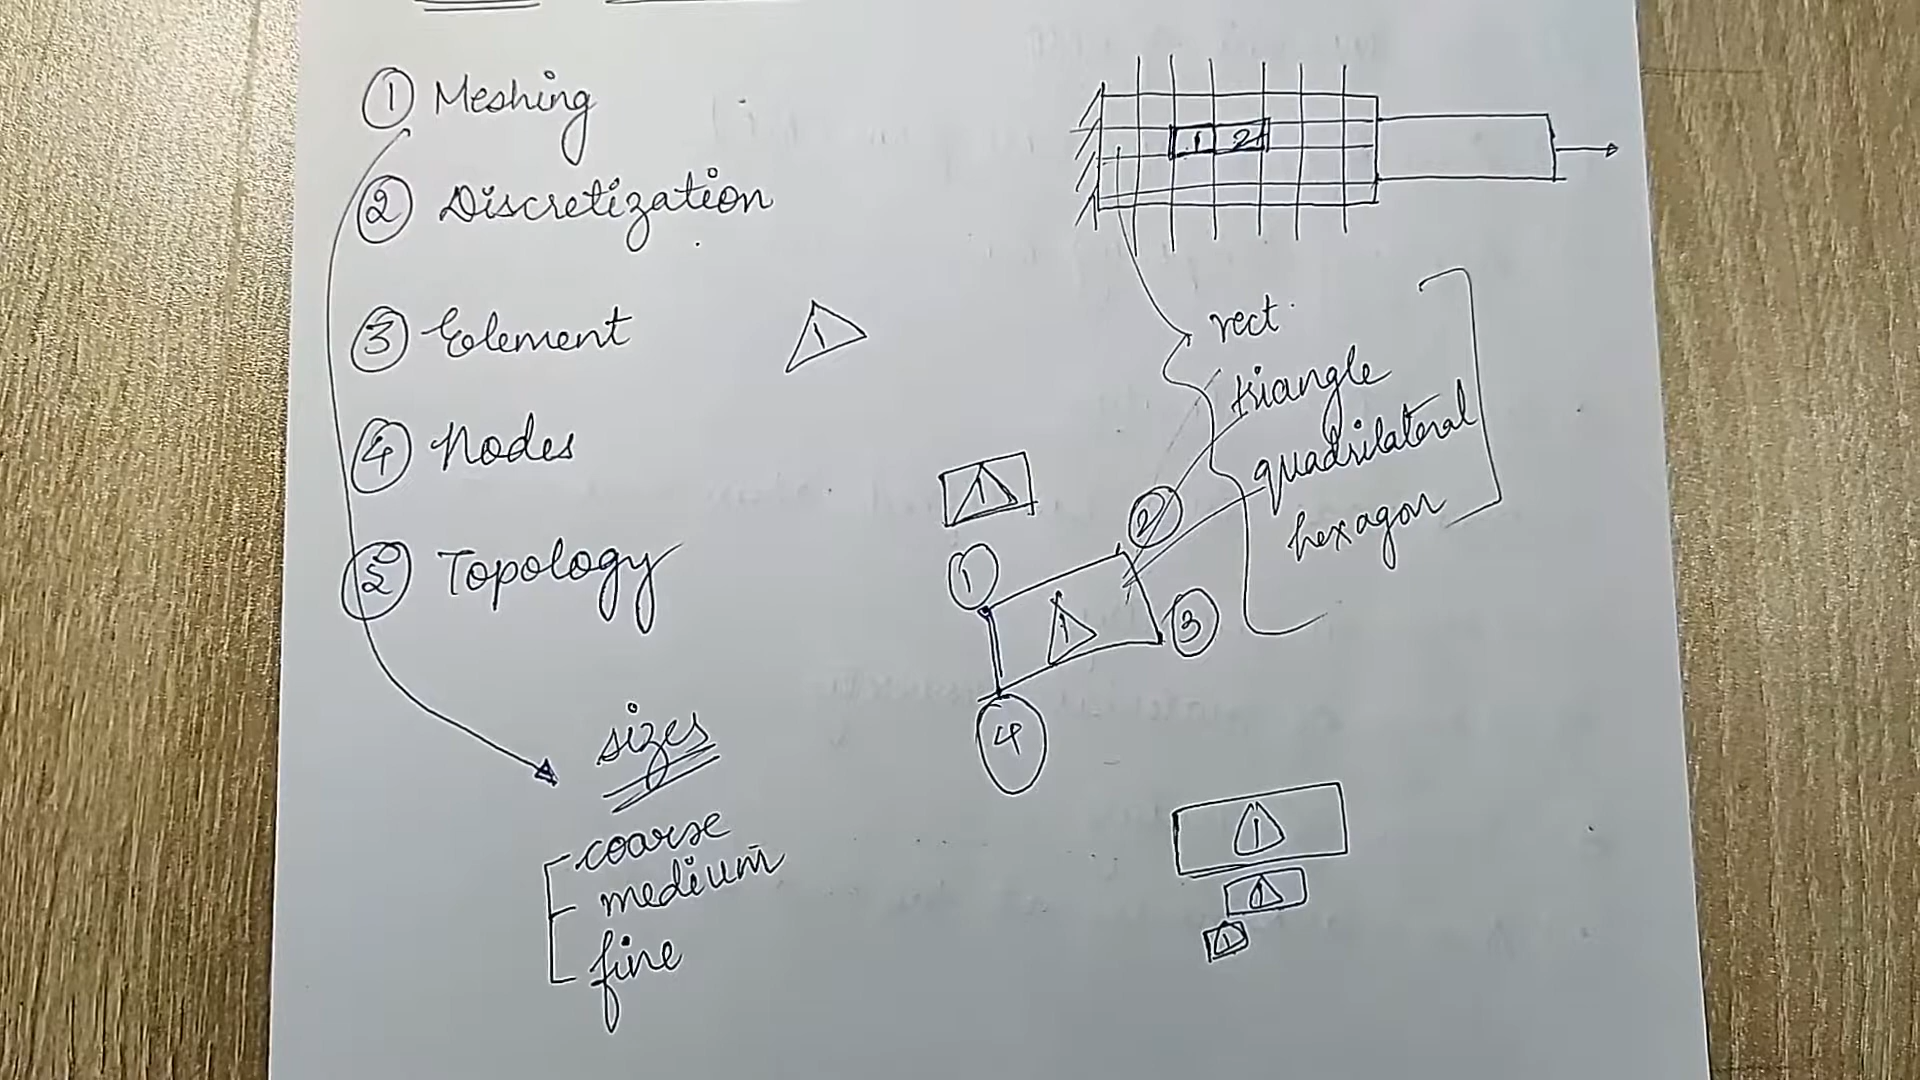 ① Meshing
② Discretization
③ Element
④ Nodes
⑤ Topology
sizes
coarse
medium
fine
1 2
rect.
triangle
quadrilateral
hexagon
1
1
①
②
③
④
1
1
1
1